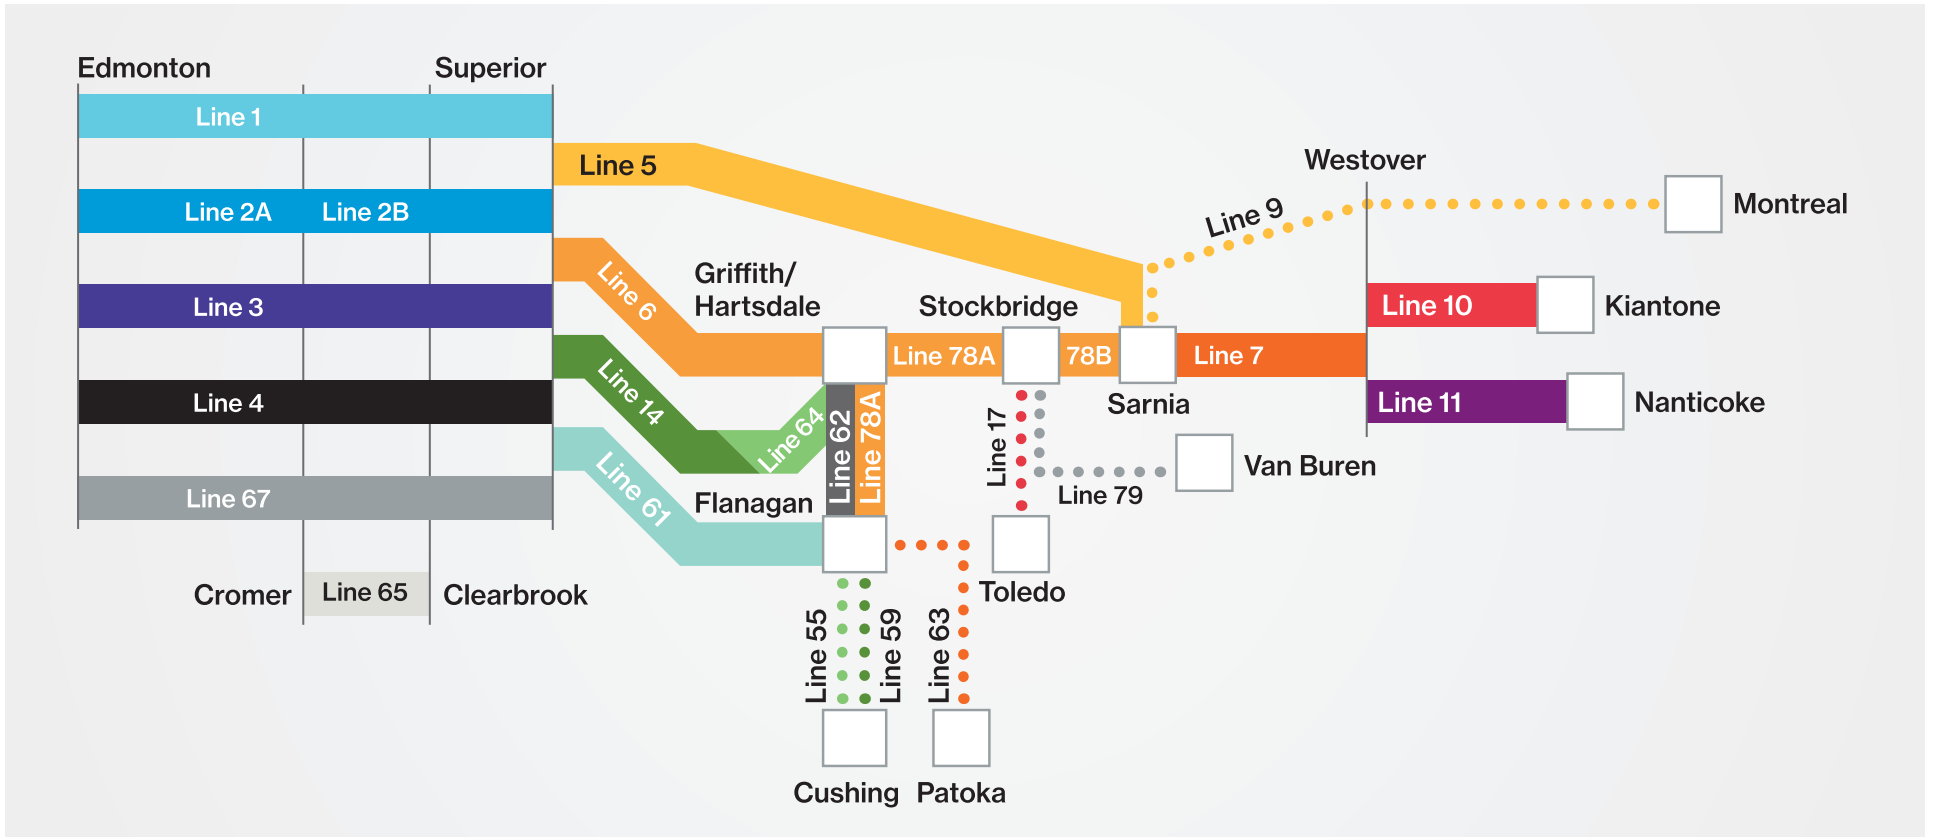 Edmonton
Superior
Line 1
Line 5
Westover
Line 2A
Line 2B
Line 9
Montreal
Line 6
Griffith/
Hartsdale
Stockbridge
Line 3
Line 10
Kiantone
Line 78A
78B
Line 7
Line 14
Line 4
Sarnia
Line 11
Nanticoke
Line 64
Line 62
Line 78A
Line 17
Van Buren
Line 79
Line 67
Line 61
Flanagan
Cromer
Line 65
Clearbrook
Toledo
Line 55
Line 59
Line 63
Cushing
Patoka